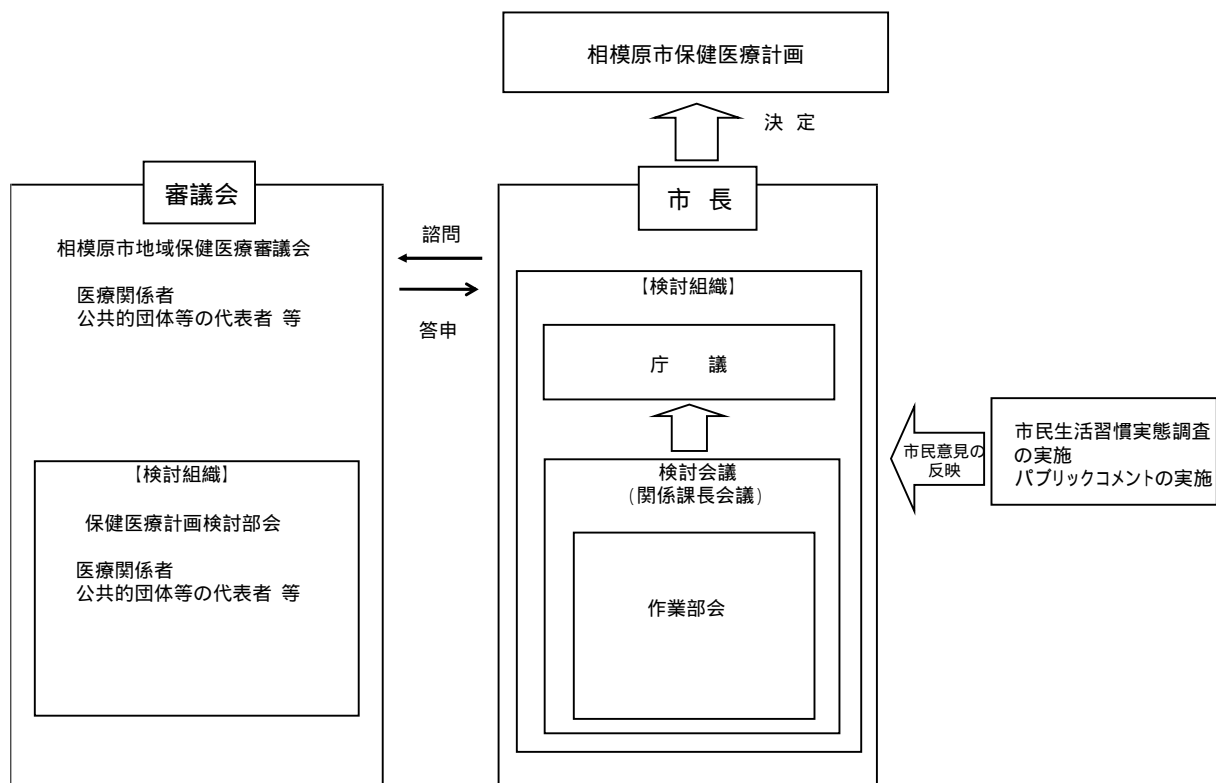 相模原市保健医療計画
決 定
審議会
相模原市地域保健医療審議会
医療関係者
公共的団体等の代表者 等
【検討組織】
保健医療計画検討部会
医療関係者
公共的団体等の代表者 等
諮問
答申
市 長
【検討組織】
庁 議
検討会議
(関係課長会議)
作業部会
市民意見の
反映
市民生活習慣実態調査
の実施
パブリックコメントの実施